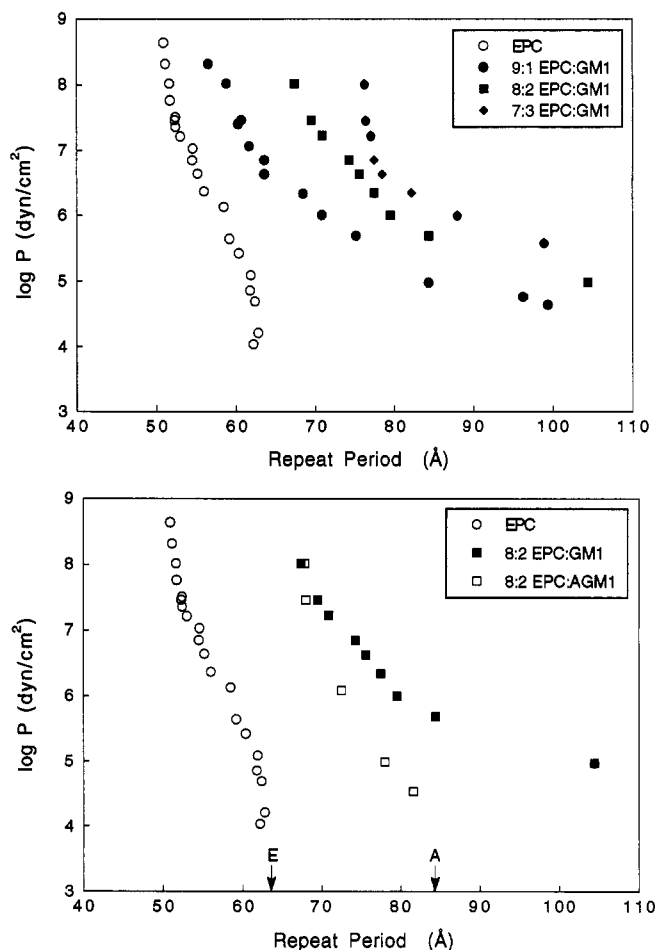 9
8
7
6
5
4
3
log P (dyn/cm²)
EPC
9:1 EPC:GM1
8:2 EPC:GM1
7:3 EPC:GM1
40 50 60 70 80 90 100 110
Repeat Period (Å)
9
8
7
6
5
4
3
log P (dyn/cm²)
EPC
8:2 EPC:GM1
8:2 EPC:AGM1
E A
40 50 60 70 80 90 100 110
Repeat Period (Å)